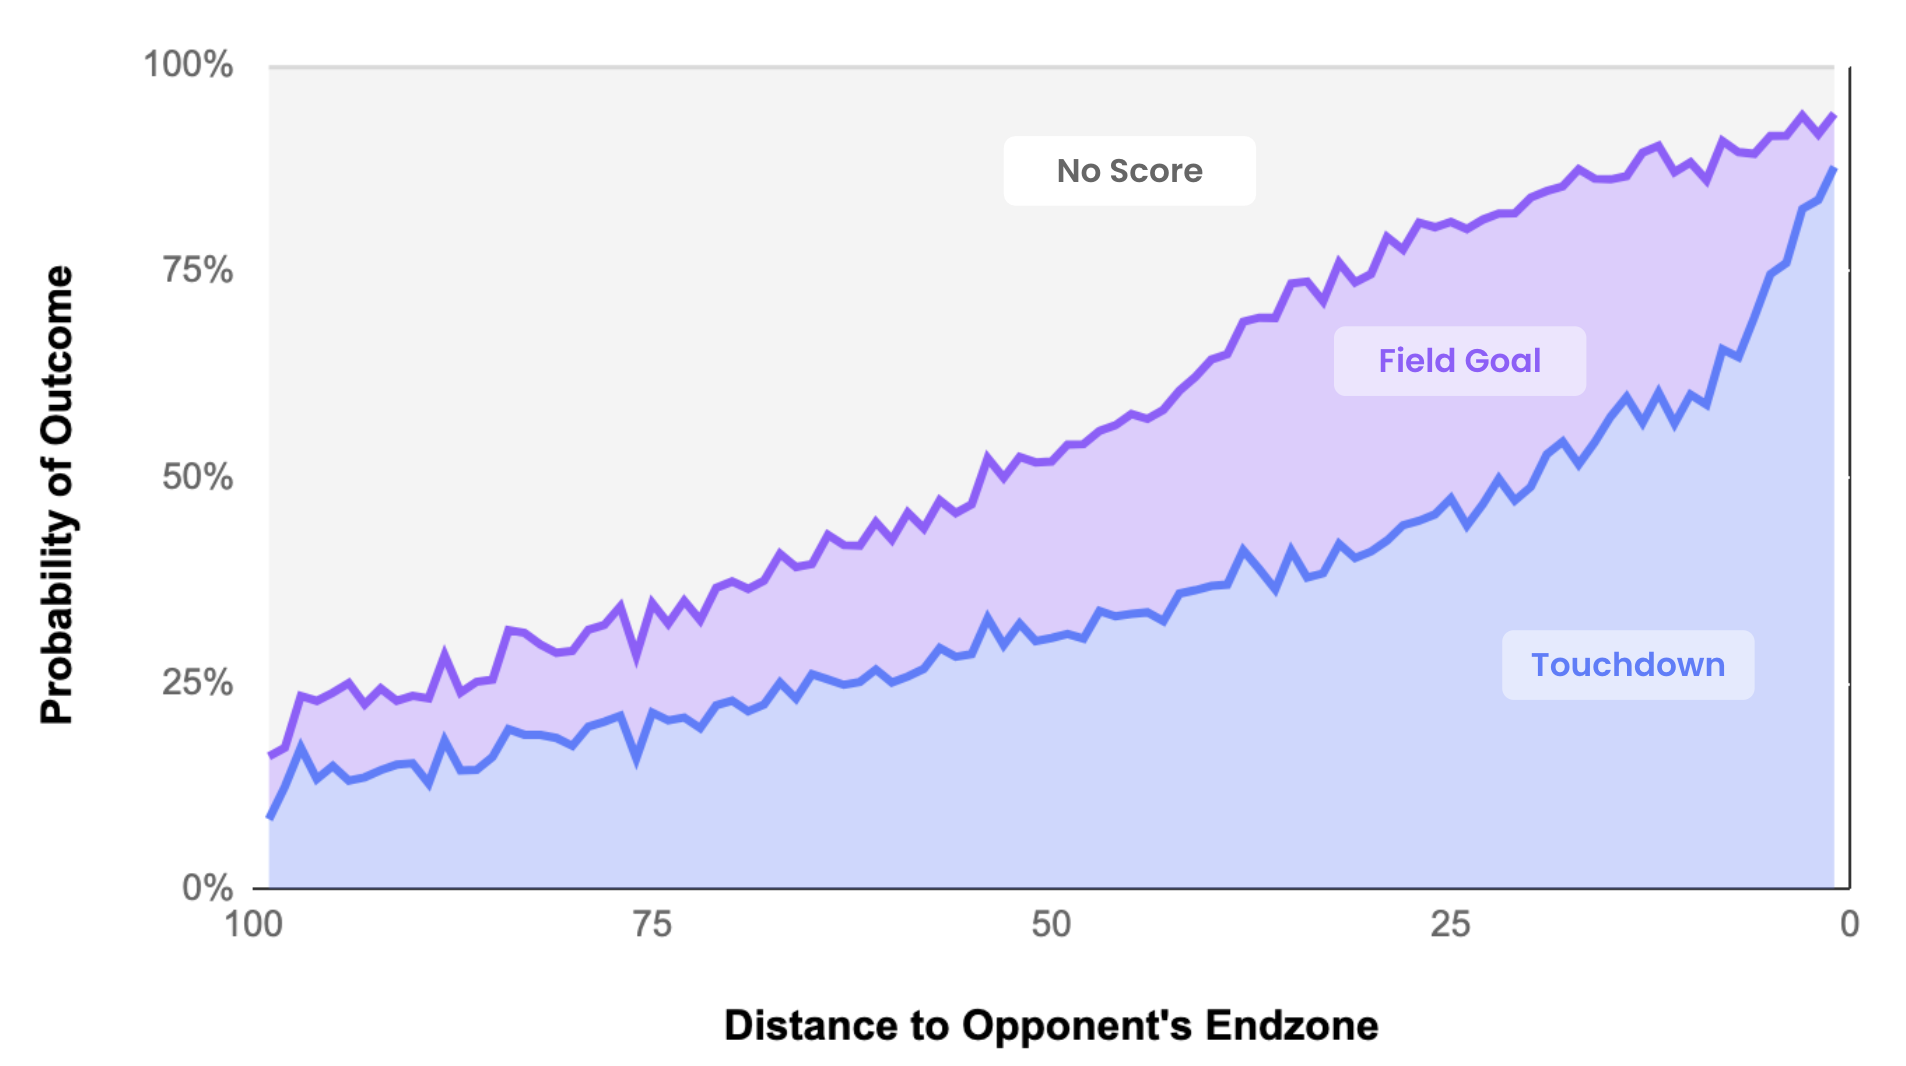 100%
No Score
75%
Field Goal
50%
Touchdown
25%
0%
100 75 50 25 0
Probability of Outcome
Distance to Opponent's Endzone